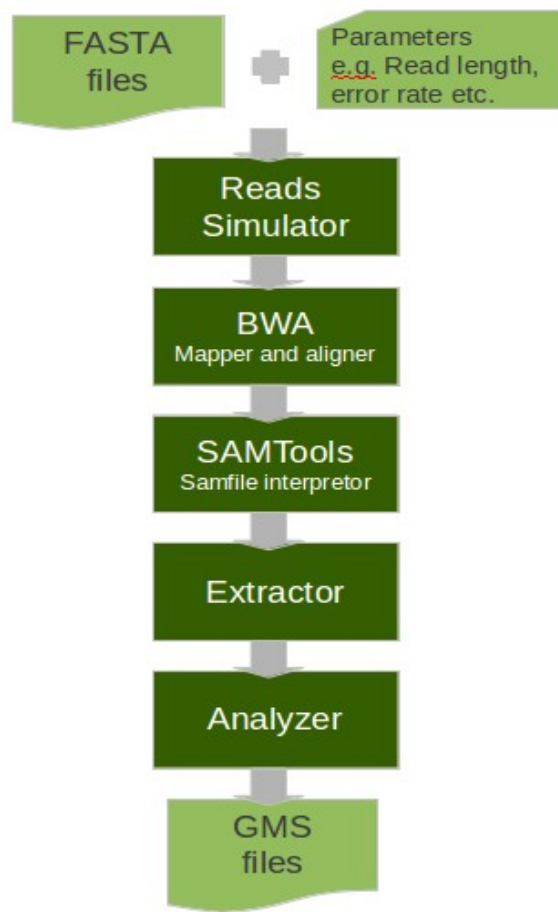 FASTA
files
Parameters
e.g. Read length,
error rate etc.
Reads
Simulator
BWA
Mapper and aligner
SAMTools
Samfile interpretor
Extractor
Analyzer
GMS
files